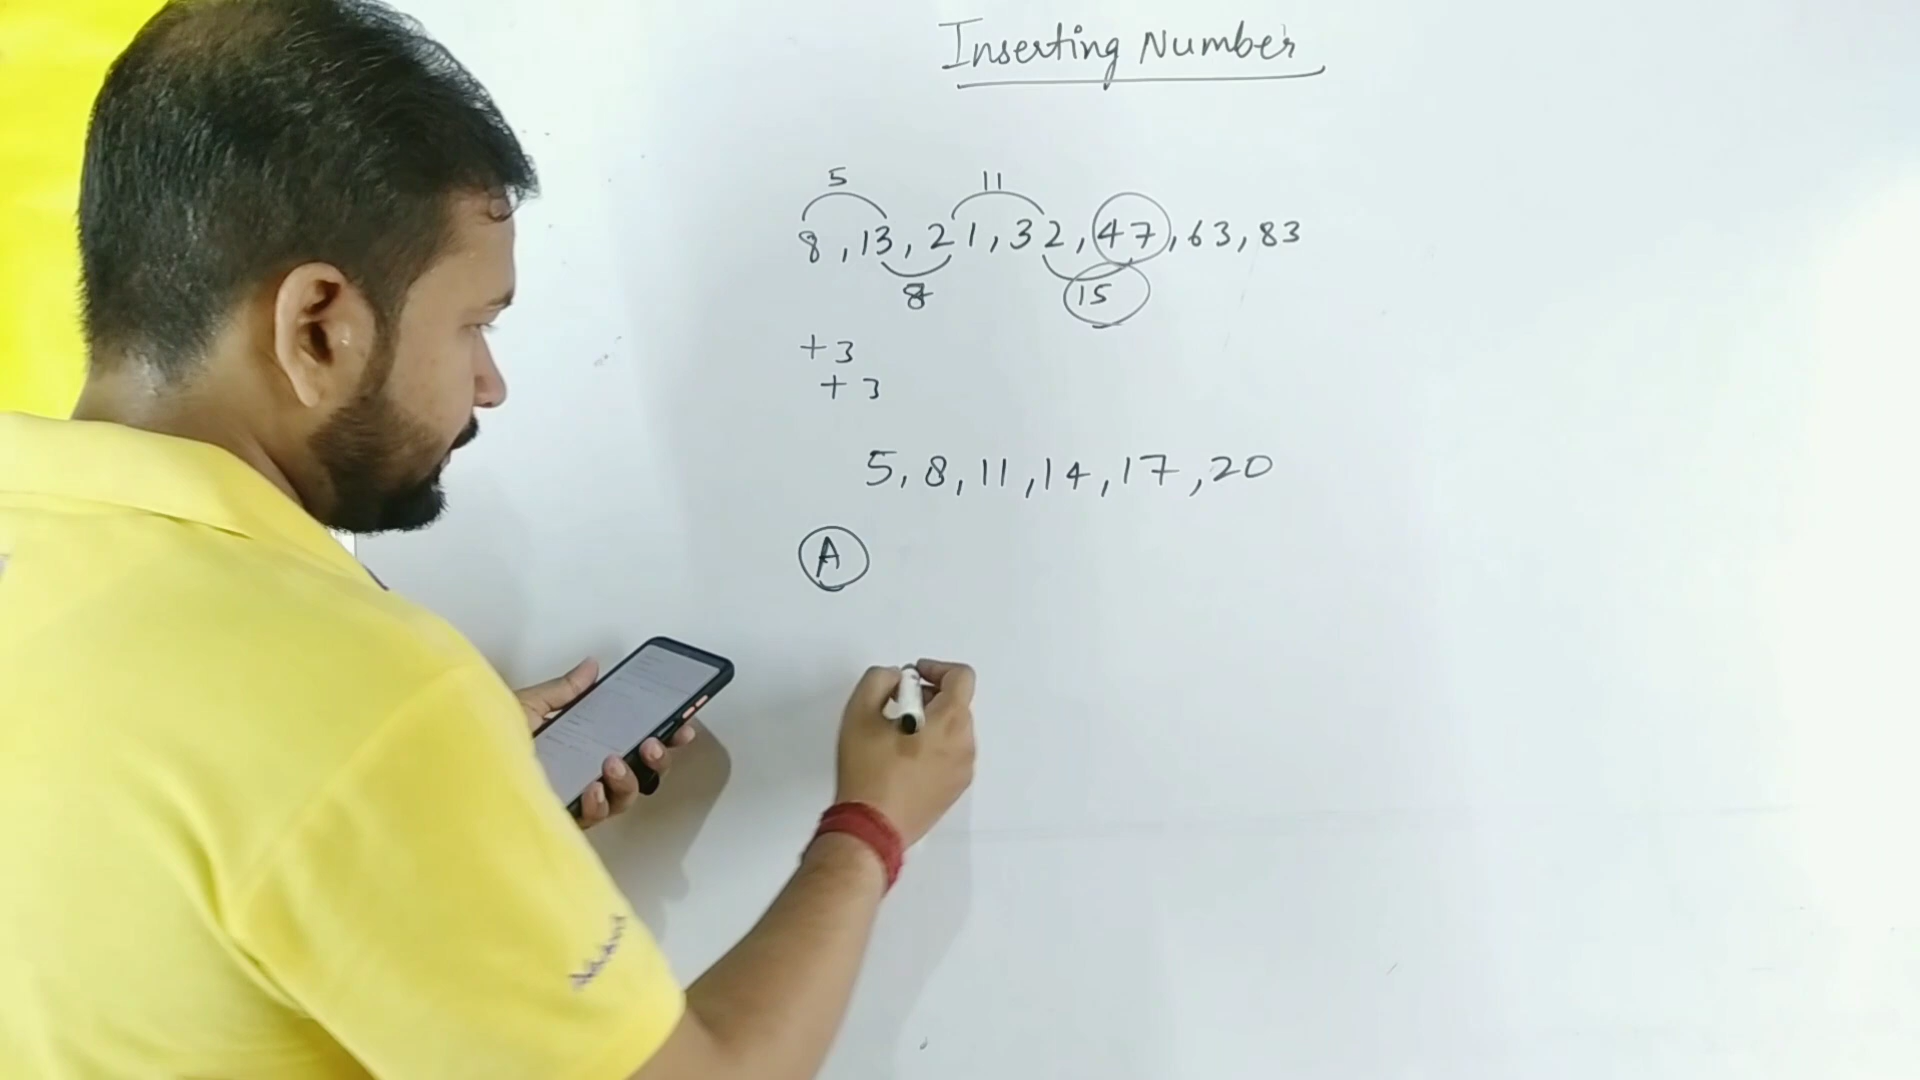 Inserting Number
5 11
8, 13, 21, 32, 47, 63, 83
8 15
+3
+3
5, 8, 11, 14, 17, 20
A